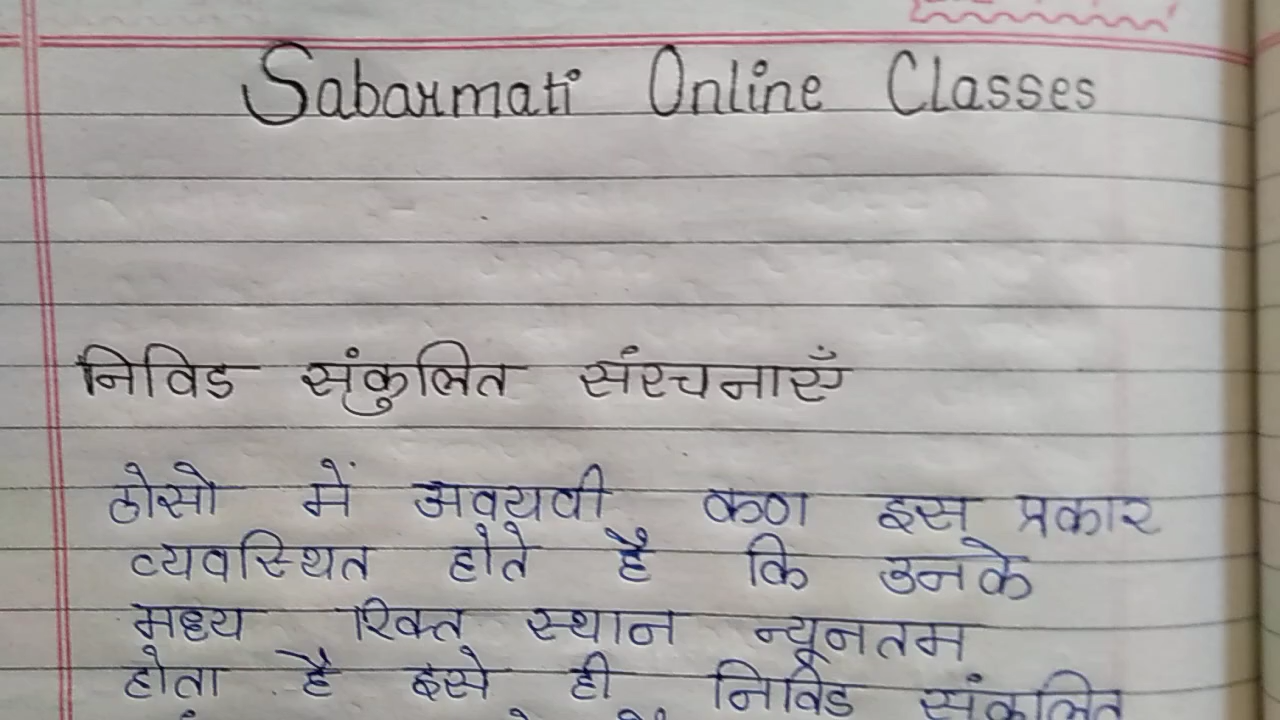 Sabarmati Online Classes
निविड संकुलित संरचनाएँ
ठोसो में अवयवी कण इस प्रकार
व्यवस्थित होते है कि उनके
मध्य रिक्त स्थान न्यूनतम
होता है इसे ही निविड संकुलित